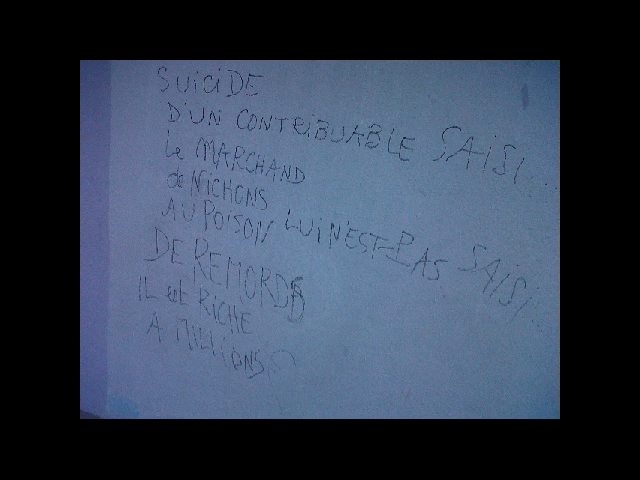 SUiCiDE
D'UN CONTRiBUABLE SAiSi...
Le MARCHAND
de NiCHONS
AU POiSON LUi N'EST-PAS SAiSi...
DE REMORDS
IL est RiCHE
A MiLLiONS